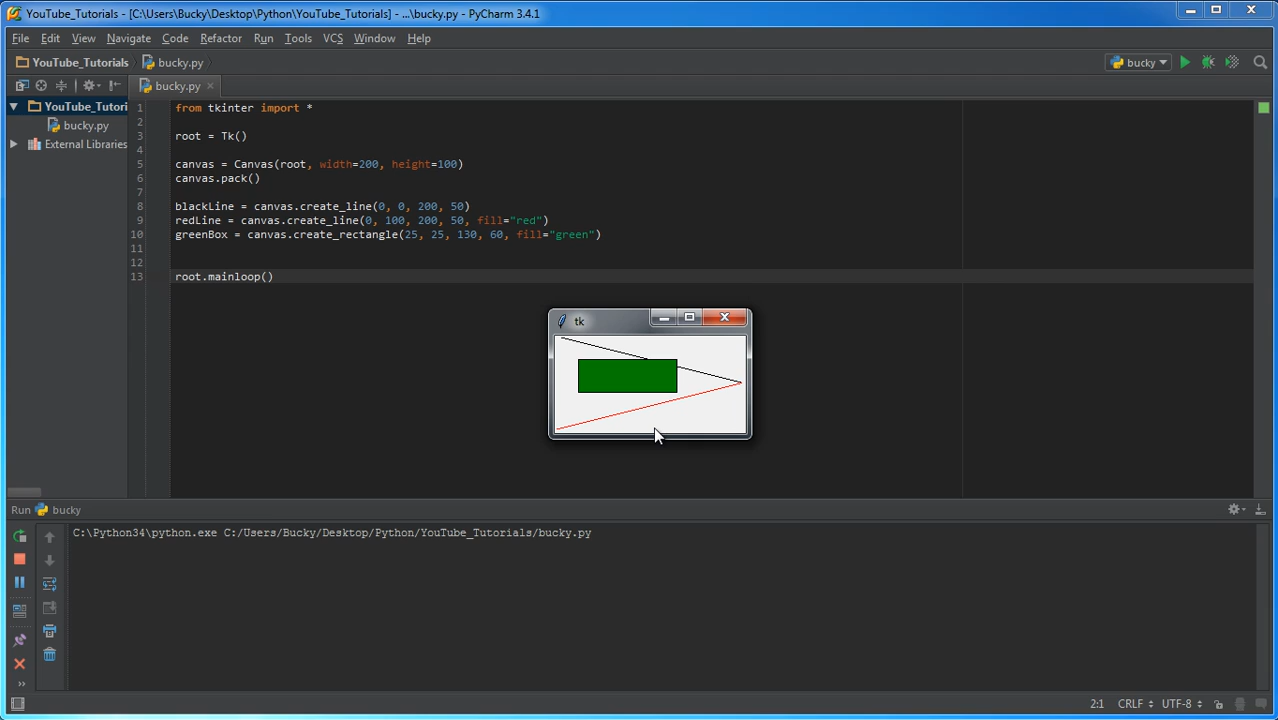 YouTube_Tutorials - [C:\Users\Bucky\Desktop\Python\YouTube_Tutorials] - ...\bucky.py - PyCharm 3.4.1
File Edit View Navigate Code Refactor Run Tools VCS Window Help
YouTube_Tutorials bucky.py bucky
bucky.py
YouTube_Tutori
bucky.py
External Libraries
1 from tkinter import *
2
3 root = Tk()
4
5 canvas = Canvas(root, width=200, height=100)
6 canvas.pack()
7
8 blackLine = canvas.create_line(0, 0, 200, 50)
9 redLine = canvas.create_line(0, 100, 200, 50, fill="red")
10 greenBox = canvas.create_rectangle(25, 25, 130, 60, fill="green")
11
12
13 root.mainloop()
tk
Run bucky
C:\Python34\python.exe C:/Users/Bucky/Desktop/Python/YouTube_Tutorials/bucky.py
2:1 CRLF UTF-8